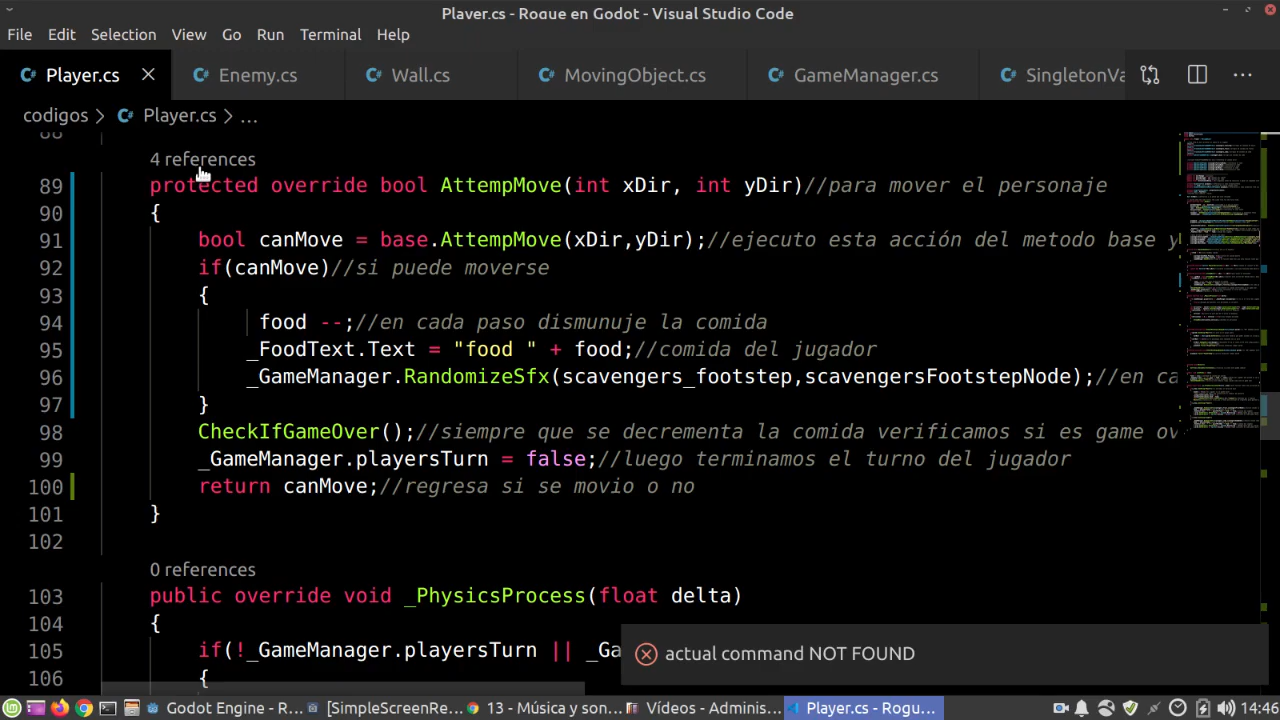 Player.cs - Rogue en Godot - Visual Studio Code
File Edit Selection View Go Run Terminal Help
Player.cs Enemy.cs Wall.cs MovingObject.cs GameManager.cs SingletonVa
codigos > Player.cs > ...
88
4 references
89 protected override bool AttempMove(int xDir, int yDir)//para mover el personaje
90 {
91 bool canMove = base.AttempMove(xDir,yDir);//ejecuto esta accion del metodo base y
92 if(canMove)//si puede moverse
93 {
94 food --;//en cada paso dismunuje la comida
95 _FoodText.Text = "food " + food;//comida del jugador
96 _GameManager.RandomizeSfx(scavengers_footstep,scavengersFootstepNode);//en ca
97 }
98 CheckIfGameOver();//siempre que se decrementa la comida verificamos si es game ov
99 _GameManager.playersTurn = false;//luego terminamos el turno del jugador
100 return canMove;//regresa si se movio o no
101 }
102
0 references
103 public override void _PhysicsProcess(float delta)
104 {
105 if(!_GameManager.playersTurn || _Ga
106 {
actual command NOT FOUND
Godot Engine - R... [SimpleScreenRe... 13 - Música y son... Vídeos - Adminis... Player.cs - Rogu... 14:46